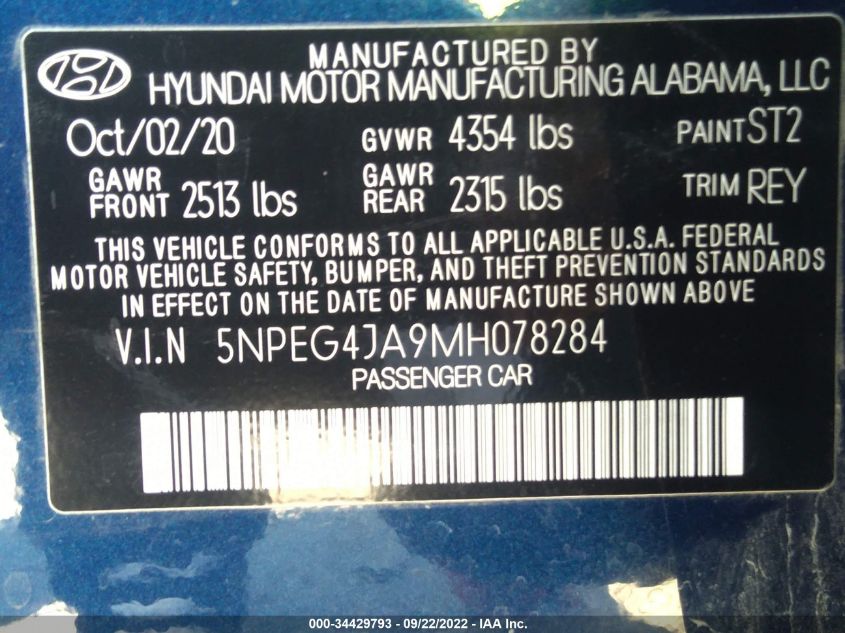 MANUFACTURED BY
HYUNDAI MOTOR MANUFACTURING ALABAMA, LLC
Oct/02/20 GVWR 4354 lbs PAINT ST2
GAWR FRONT 2513 lbs GAWR REAR 2315 lbs TRIM REY
THIS VEHICLE CONFORMS TO ALL APPLICABLE U.S.A. FEDERAL
MOTOR VEHICLE SAFETY, BUMPER, AND THEFT PREVENTION STANDARDS
IN EFFECT ON THE DATE OF MANUFACTURE SHOWN ABOVE
V.I.N 5NPEG4JA9MH078284
PASSENGER CAR
000-34429793 - 09/22/2022 - IAA Inc.